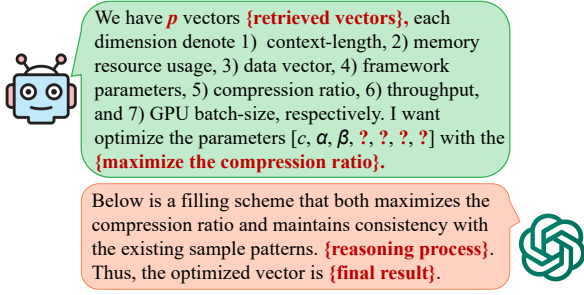 We have p vectors {retrieved vectors}, each
dimension denote 1) context-length, 2) memory
resource usage, 3) data vector, 4) framework
parameters, 5) compression ratio, 6) throughput,
and 7) GPU batch-size, respectively. I want
optimize the parameters [c, α, β, ?, ?, ?, ?] with the
{maximize the compression ratio}.
Below is a filling scheme that both maximizes the
compression ratio and maintains consistency with
the existing sample patterns. {reasoning process}.
Thus, the optimized vector is {final result}.